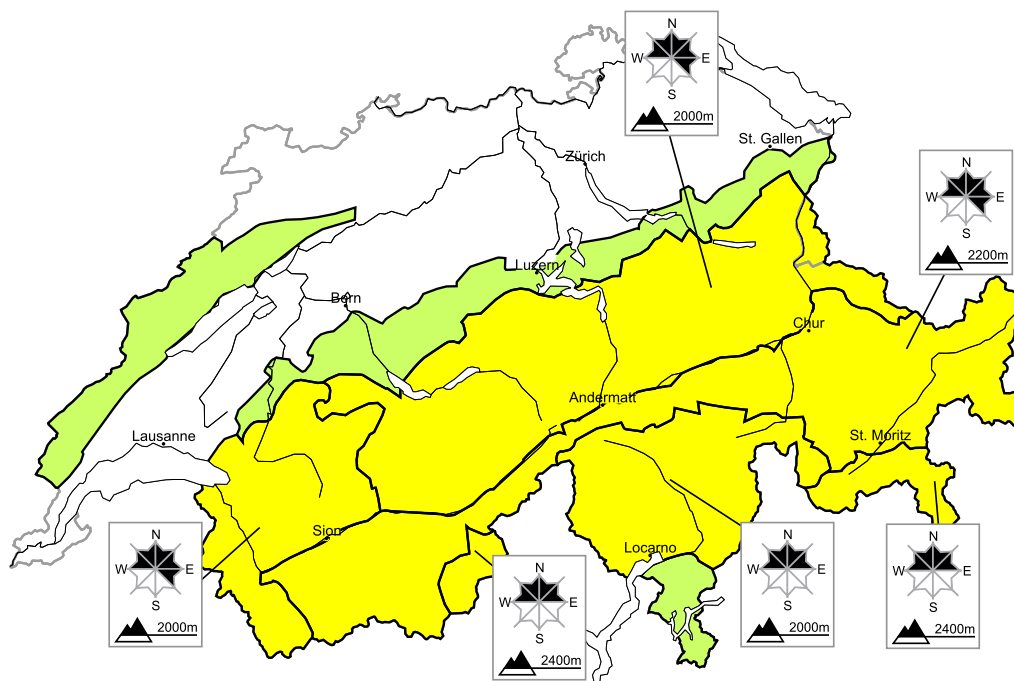 N
W E
S
2000m
St. Gallen
Zürich
N
W E
S
2200m
Luzern
Bern
Chur
Andermatt
Lausanne
St. Moritz
Sion
Locarno
N
W E
S
2000m
N
W E
S
2400m
N
W E
S
2000m
N
W E
S
2400m